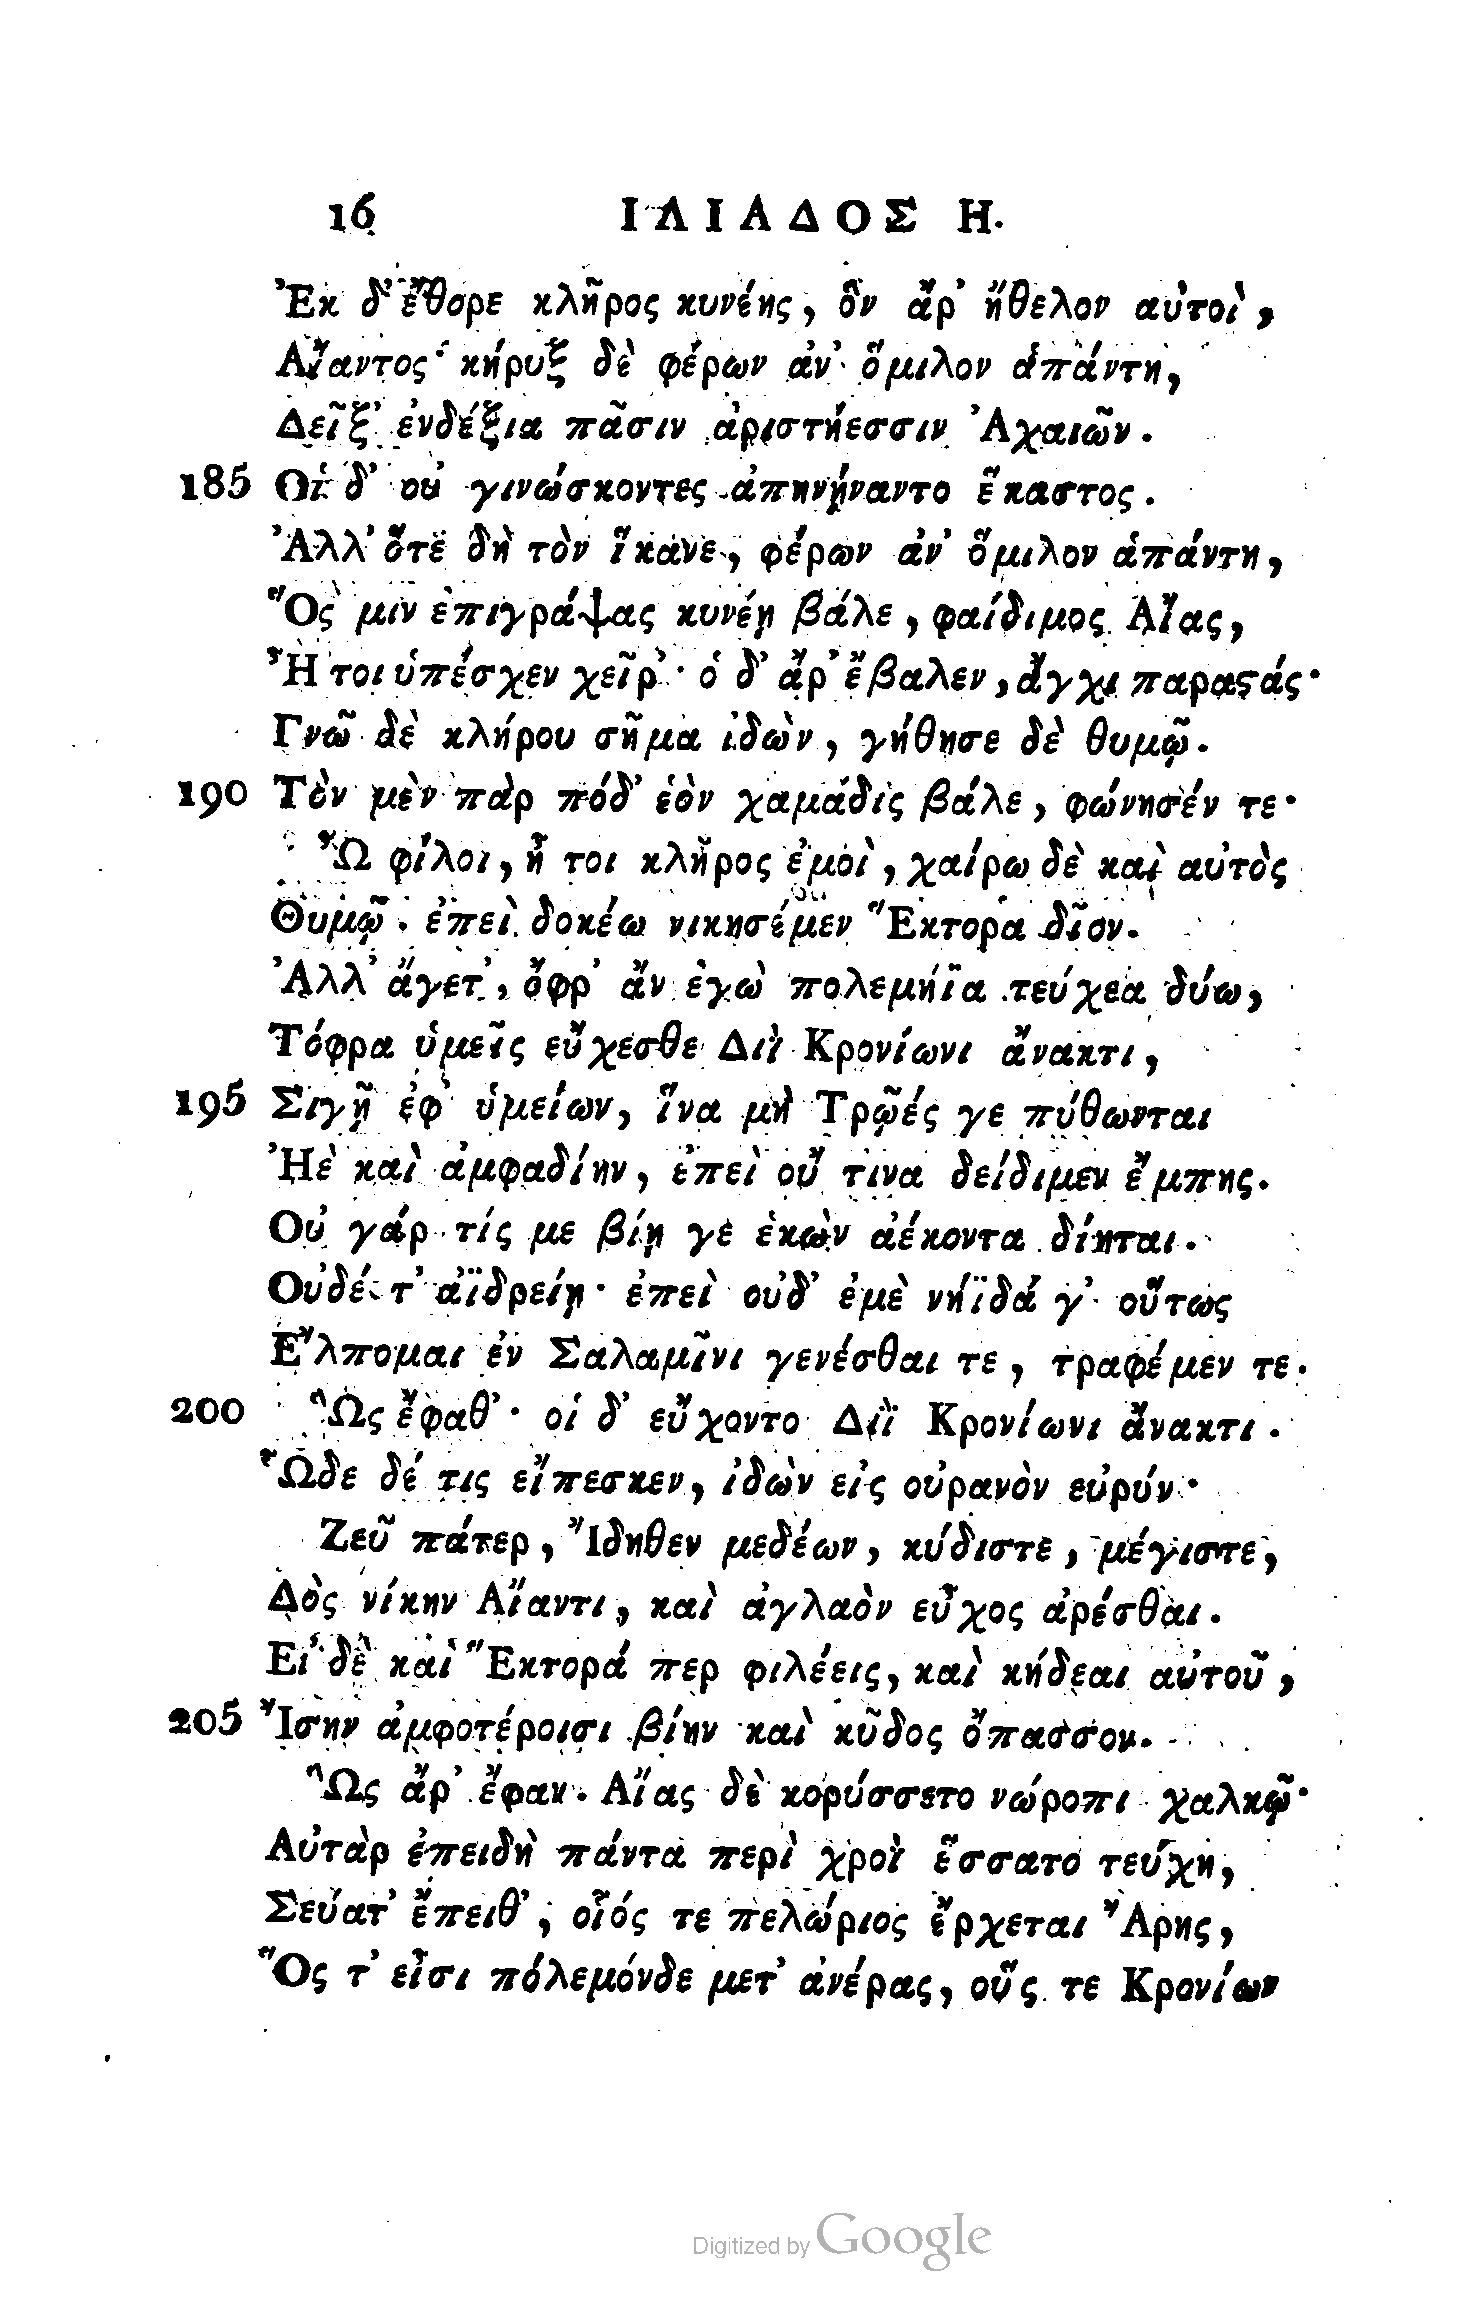 16 ΙΛΙΑΔΟΣ Η.
Ἐκ δ' ἔθορε κλῆρος κυνέης, ὃν ἄρ' ἤθελον αὐτοὶ,
Αἴαντος· κήρυξ δὲ φέρων ἀν' ὅμιλον ἁπάντη,
Δεῖξ' ἐνδέξια πᾶσιν ἀριστήεσσιν Ἀχαιῶν.
185 Οἱ δ' οὐ γινώσκοντες ἀπηνήναντο ἕκαστος.
Ἀλλ' ὅτε δὴ τὸν ἵκανε, φέρων ἀν' ὅμιλον ἁπάντη,
Ὅς μιν ἐπιγράψας κυνέῃ βάλε, φαίδιμος Αἴας,
Ἤτοι ὑπέσχεν χεῖρ'· ὁ δ' ἄρ' ἔβαλεν, ἄγχι παραϛάς·
Γνῶ δὲ κλήρου σῆμα ἰδὼν, γήθησε δὲ θυμῷ.
190 Τὸν μὲν πὰρ πόδ' ἑὸν χαμάδις βάλε, φώνησέν τε·
Ὦ φίλοι, ἦ τοι κλῆρος ἐμοὶ, χαίρω δὲ καὶ αὐτὸς
Θυμῷ· ἐπεὶ δοκέω νικησέμεν Ἕκτορα δῖον.
Ἀλλ' ἄγετ', ὄφρ' ἂν ἐγὼ πολεμήϊα τεύχεα δύω,
Τόφρα ὑμεῖς εὔχεσθε Διῒ Κρονίωνι ἄνακτι,
195 Σιγῇ ἐφ' ὑμείων, ἵνα μὴ Τρῶές γε πύθωνται
Ἠὲ καὶ ἀμφαδίην, ἐπεὶ οὔ τινα δείδιμεν ἔμπης.
Οὐ γάρ τίς με βίῃ γε ἑκὼν ἀέκοντα δίηται.
Οὐδέ τ' ἀϊδρείῃ· ἐπεὶ οὐδ' ἐμὲ νήϊδά γ' οὕτως
Ἔλπομαι ἐν Σαλαμῖνι γενέσθαι τε, τραφέμεν τε.
200 Ὣς ἔφαθ'· οἱ δ' εὔχοντο Διῒ Κρονίωνι ἄνακτι.
Ὧδε δέ τις εἴπεσκεν, ἰδὼν εἰς οὐρανὸν εὐρύν·
Ζεῦ πάτερ, Ἴδηθεν μεδέων, κύδιστε, μέγιστε,
Δὸς νίκην Αἴαντι, καὶ ἀγλαὸν εὖχος ἀρέσθαι.
Εἰ δὲ καὶ Ἕκτορά περ φιλέεις, καὶ κήδεαι αὐτοῦ,
205 Ἴσην ἀμφοτέροισι βίην καὶ κῦδος ὄπασσον.
Ὣς ἄρ' ἔφαν. Αἴας δὲ κορύσσετο νώροπι χαλκῷ·
Αὐτὰρ ἐπειδὴ πάντα περὶ χροῒ ἕσσατο τεύχη,
Σεύατ' ἔπειθ', οἷός τε πελώριος ἔρχεται Ἄρης,
Ὅς τ' εἶσι πόλεμόνδε μετ' ἀνέρας, οὕς τε Κρονίων
Digitized by Google